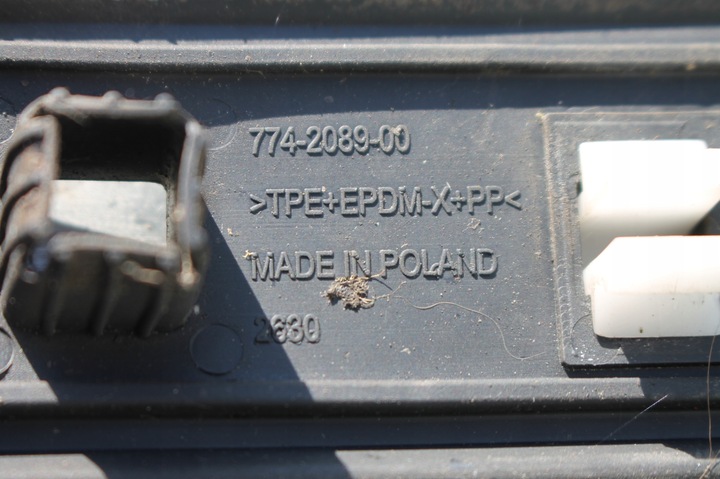 774-2089-00
>TPE+EPDM-X+PP<
MADE IN POLAND
2630